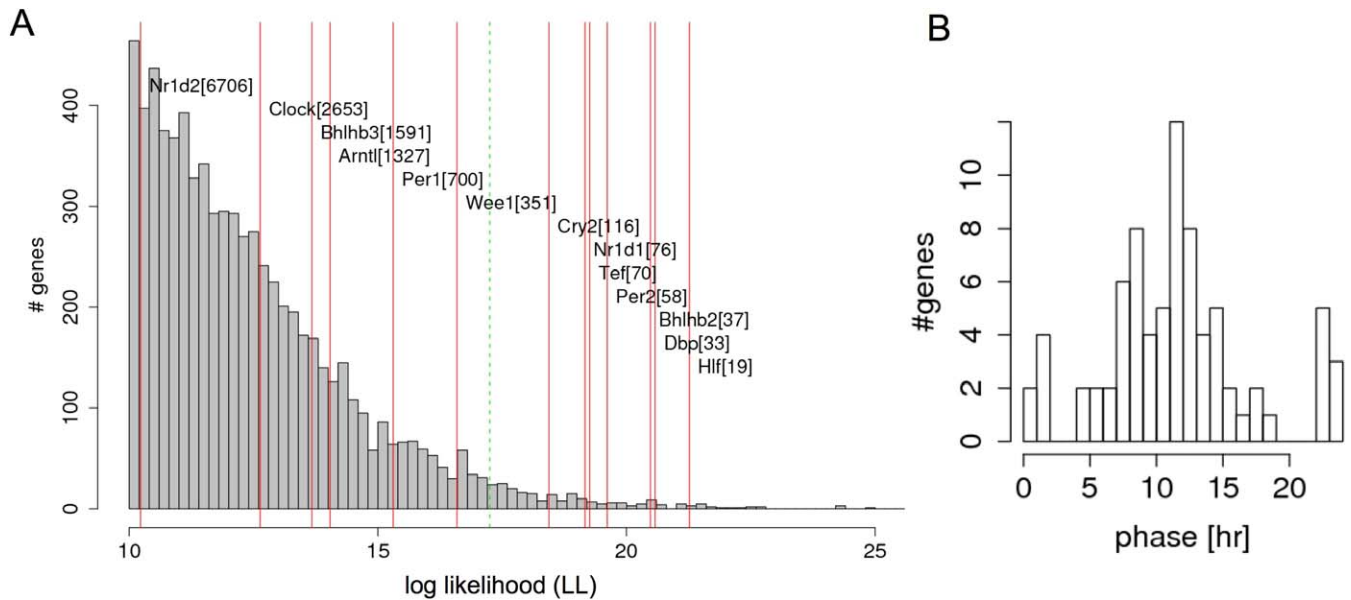 A
Nr1d2[6706]
Clock[2653]
Bhlhb3[1591]
Arntl[1327]
Per1[700]
Wee1[351]
Cry2[116]
Nr1d1[76]
Tef[70]
Per2[58]
Bhlhb2[37]
Dbp[33]
Hlf[19]
# genes
0
100
200
300
400
10
15
20
25
log likelihood (LL)
B
#genes
0
2
4
6
8
10
0
5
10
15
20
phase [hr]